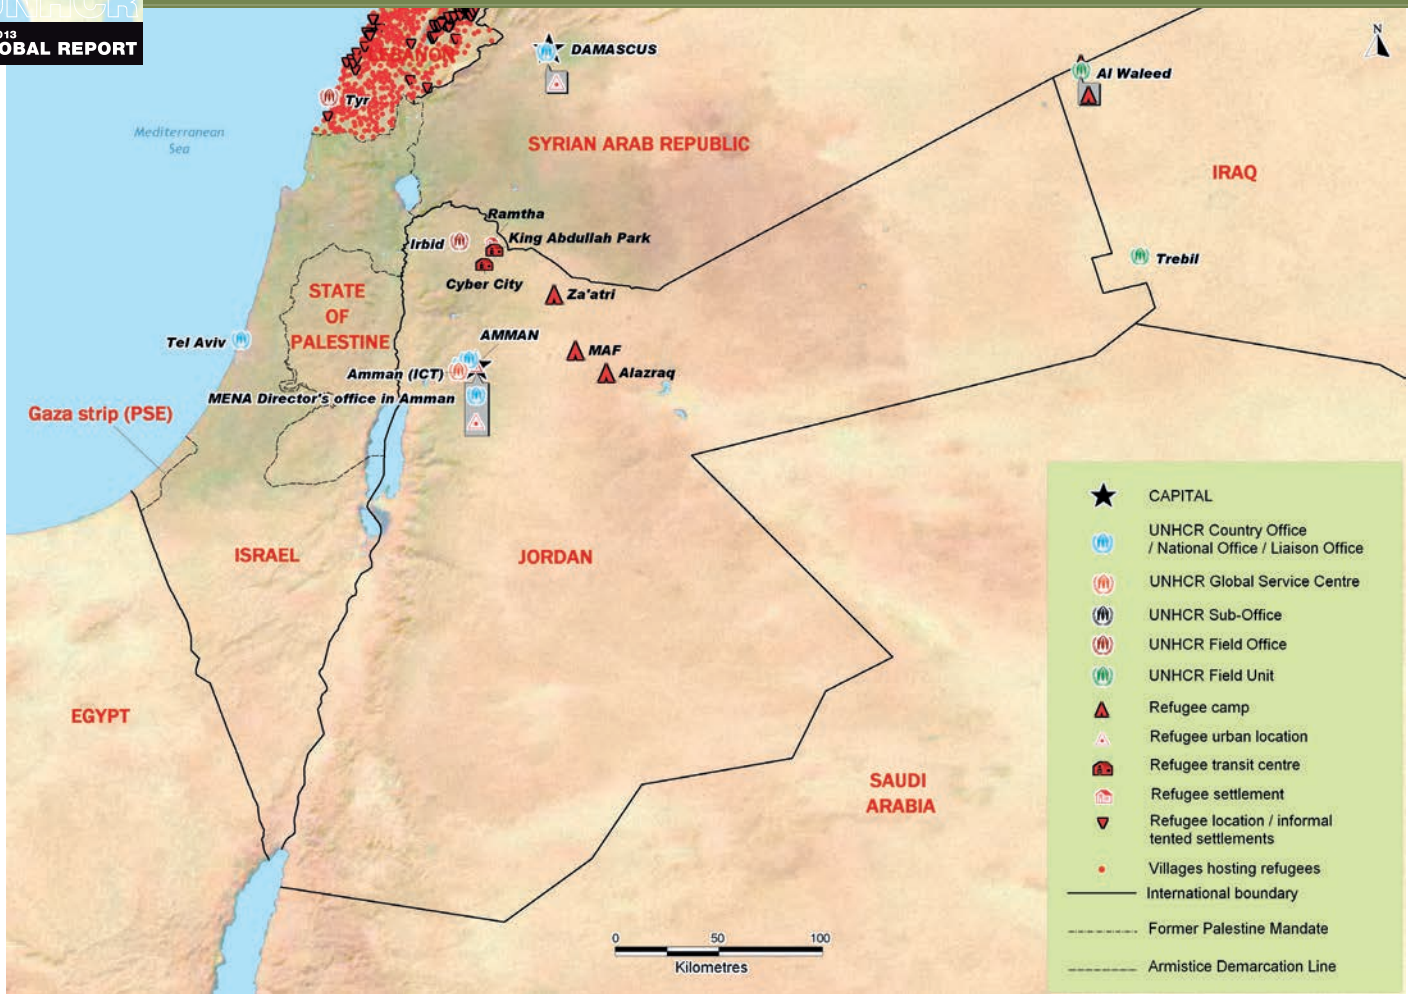 UNHCR
013
OBAL REPORT
N
DAMASCUS
Al Waleed
Tyr
Mediterranean
Sea
SYRIAN ARAB REPUBLIC
IRAQ
Ramtha
Irbid
King Abdullah Park
Trebil
Cyber City
Za'atri
STATE
OF
PALESTINE
Tel Aviv
AMMAN
MAF
Amman (ICT)
Alazraq
MENA Director's office in Amman
Gaza strip (PSE)
ISRAEL
JORDAN
EGYPT
SAUDI
ARABIA
0 50 100
Kilometres
CAPITAL
UNHCR Country Office
/ National Office / Liaison Office
UNHCR Global Service Centre
UNHCR Sub-Office
UNHCR Field Office
UNHCR Field Unit
Refugee camp
Refugee urban location
Refugee transit centre
Refugee settlement
Refugee location / informal
tented settlements
Villages hosting refugees
International boundary
Former Palestine Mandate
Armistice Demarcation Line